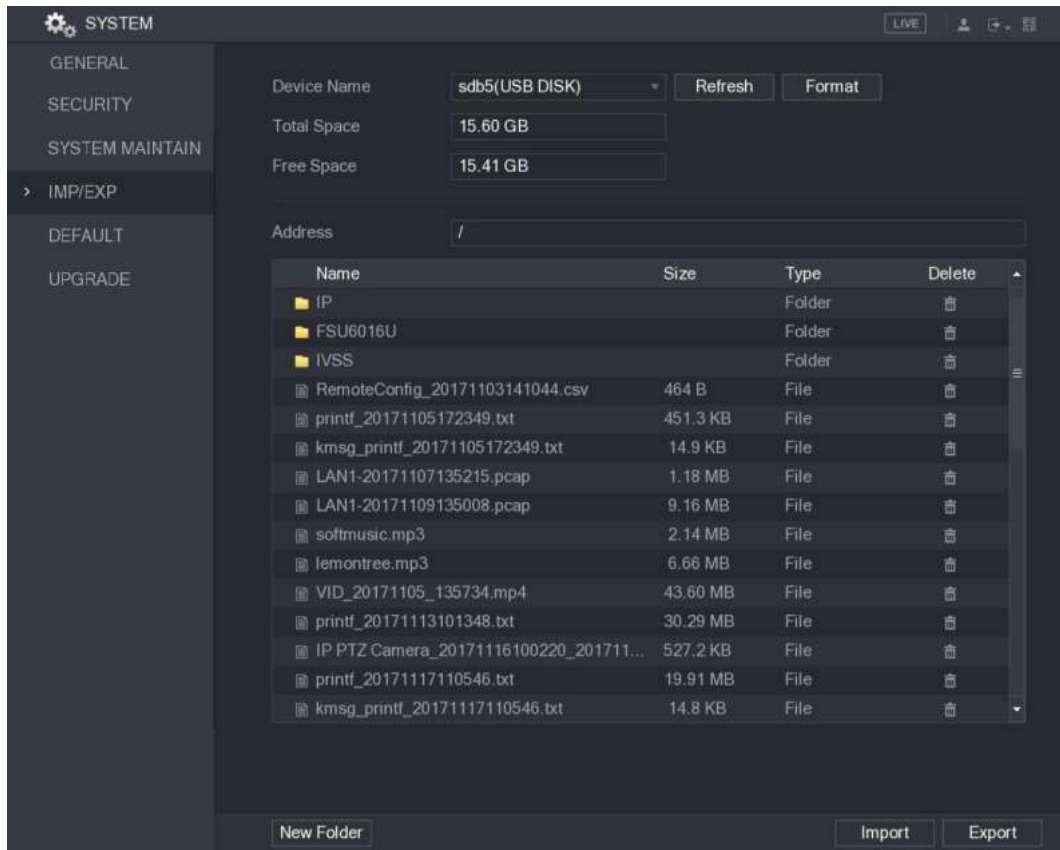 SYSTEM
LIVE
GENERAL
SECURITY
SYSTEM MAINTAIN
> IMP/EXP
DEFAULT
UPGRADE
Device Name sdb5(USB DISK) Refresh Format
Total Space 15.60 GB
Free Space 15.41 GB
Address /
Name Size Type Delete
IP Folder
FSU6016U Folder
IVSS Folder
RemoteConfig_20171103141044.csv 464 B File
printf_20171105172349.txt 451.3 KB File
kmsg_printf_20171105172349.txt 14.9 KB File
LAN1-20171107135215.pcap 1.18 MB File
LAN1-20171109135008.pcap 9.16 MB File
softmusic.mp3 2.14 MB File
lemontree.mp3 6.66 MB File
VID_20171105_135734.mp4 43.60 MB File
printf_20171113101348.txt 30.29 MB File
IP PTZ Camera_20171116100220_201711... 527.2 KB File
printf_20171117110546.txt 19.91 MB File
kmsg_printf_20171117110546.txt 14.8 KB File
New Folder Import Export